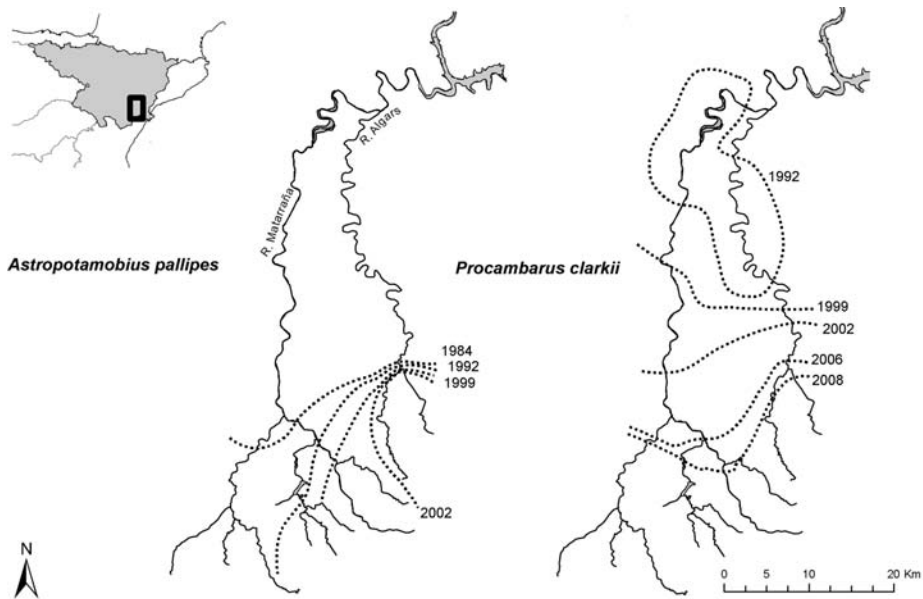 R. Algars
R. Matarraña
Astropotamobius pallipes
1984
1992
1999
2002
N
Procambarus clarkii
1992
1999
2002
2006
2008
0 5 10 20 Km